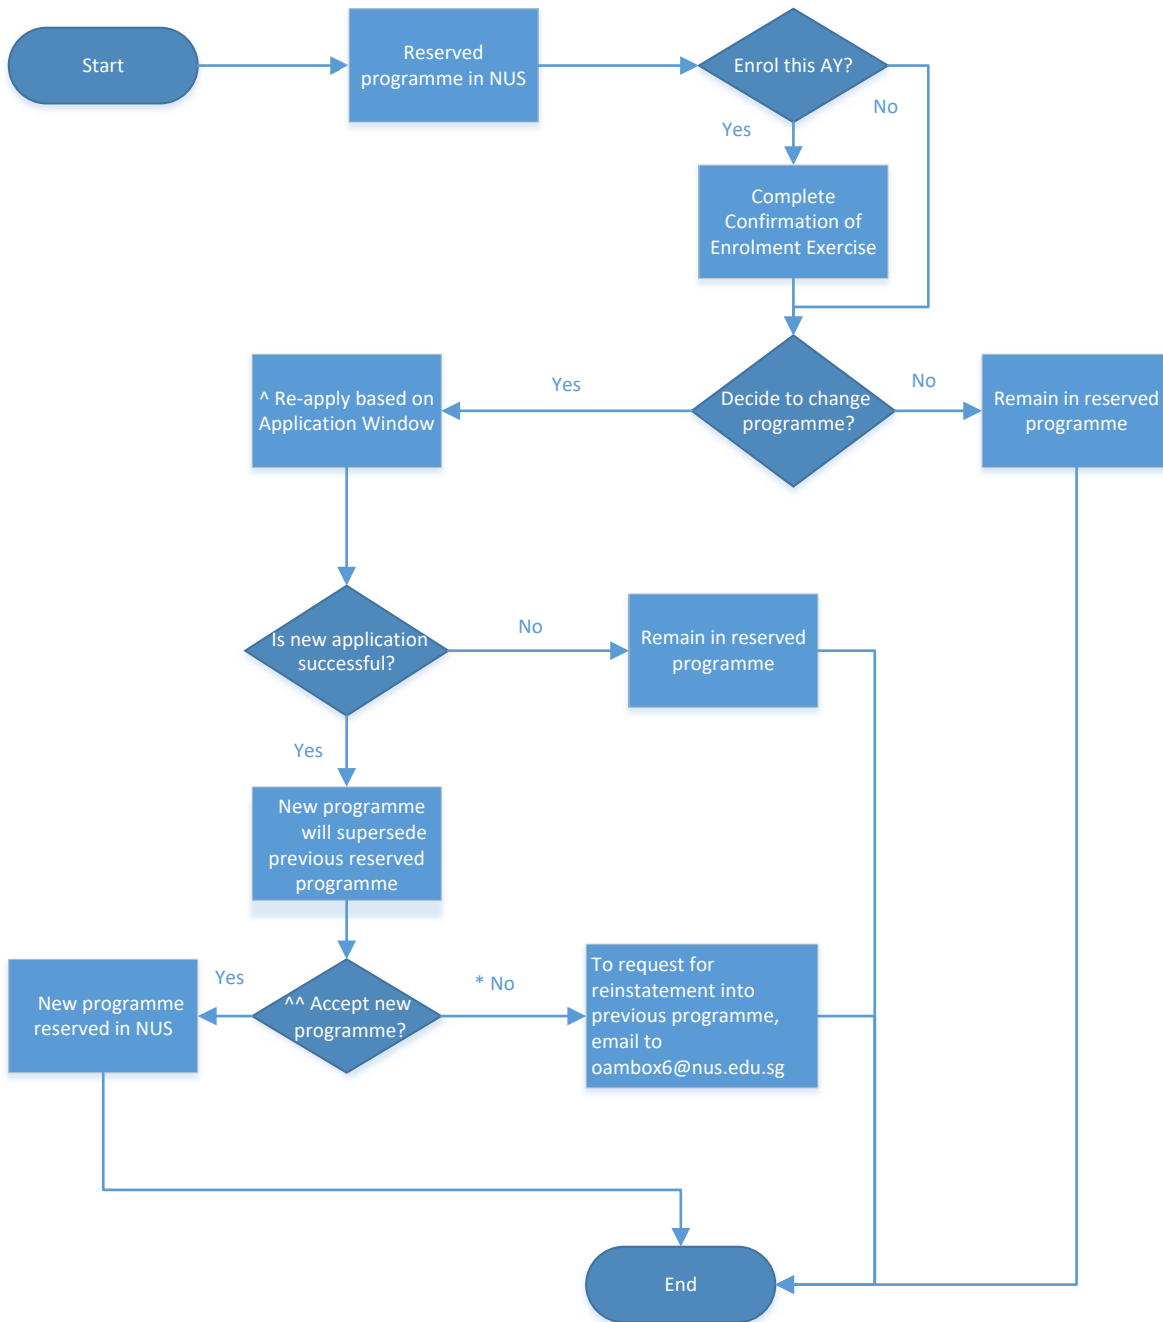 Start
Reserved
programme in NUS
Enrol this AY?
No
Yes
Complete
Confirmation of
Enrolment Exercise
^ Re-apply based on
Application Window
Yes
Decide to change
programme?
No
Remain in reserved
programme
Is new application
successful?
No
Remain in reserved
programme
Yes
New programme
will supersede
previous reserved
programme
New programme
reserved in NUS
Yes
^^ Accept new
programme?
* No
To request for
reinstatement into
previous programme,
email to
oambox6@nus.edu.sg
End